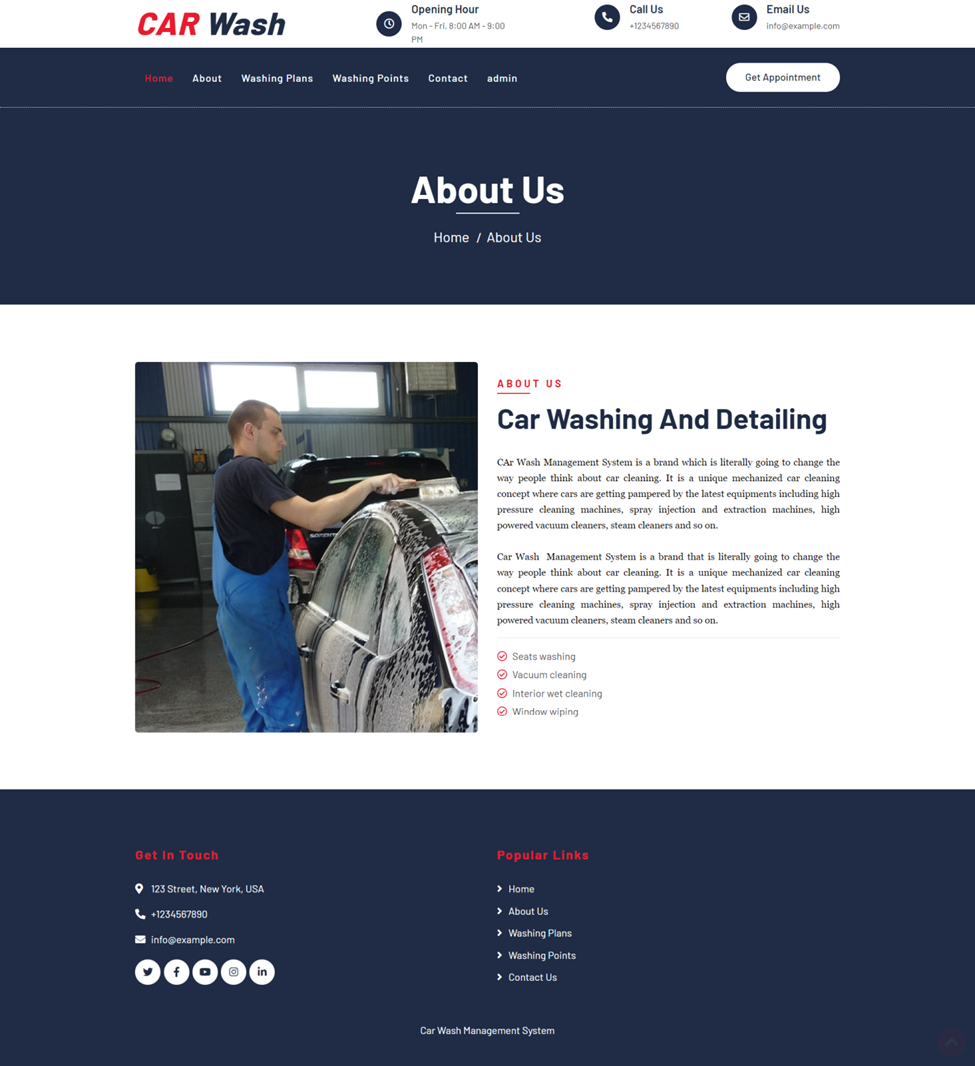 CAR Wash
Opening Hour
Mon - Fri, 8:00 AM - 9:00
PM
Call Us
+1234567890
Email Us
info@example.com
Home About Washing Plans Washing Points Contact admin
Get Appointment
About Us
Home / About Us
ABOUT US
Car Washing And Detailing
CAr Wash Management System is a brand which is literally going to change the
way people think about car cleaning. It is a unique mechanized car cleaning
concept where cars are getting pampered by the latest equipments including high
pressure cleaning machines, spray injection and extraction machines, high
powered vacuum cleaners, steam cleaners and so on.
Car Wash Management System is a brand that is literally going to change the
way people think about car cleaning. It is a unique mechanized car cleaning
concept where cars are getting pampered by the latest equipments including high
pressure cleaning machines, spray injection and extraction machines, high
powered vacuum cleaners, steam cleaners and so on.
Seats washing
Vacuum cleaning
Interior wet cleaning
Window wiping
Get In Touch
123 Street, New York, USA
+1234567890
info@example.com
Popular Links
Home
About Us
Washing Plans
Washing Points
Contact Us
Car Wash Management System